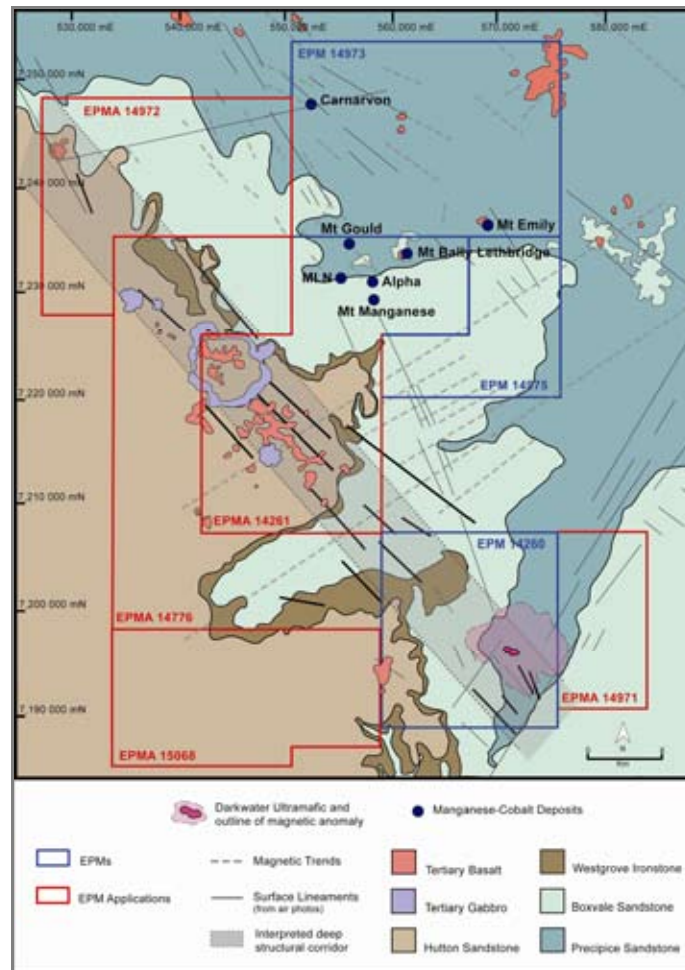 530,000 mE 540,000 mE 550,000 mE 560,000 mE 570,000 mE 580,000 mE
7,250 000 mN
7,240 000 mN
7,230 000 mN
7,220 000 mN
7,210 000 mN
7,200 000 mN
7,190 000 mN
EPM 14973
Carnarvon
EPMA 14972
Mt Gould
Mt Emily
Mt Bally Lethbridge
MLN
Alpha
Mt Manganese
EPM 14975
EPMA 14261
EPM 14260
EPMA 14776
EPMA 14971
EPMA 15068
N
Darkwater Ultramafic and
outline of magnetic anomaly
Manganese-Cobalt Deposits
EPMs
Magnetic Trends
Tertiary Basalt
Westgrove Ironstone
EPM Applications
Surface Lineaments
(from air photos)
Tertiary Gabbro
Boxvale Sandstone
Interpreted deep
structural corridor
Hutton Sandstone
Precipice Sandstone